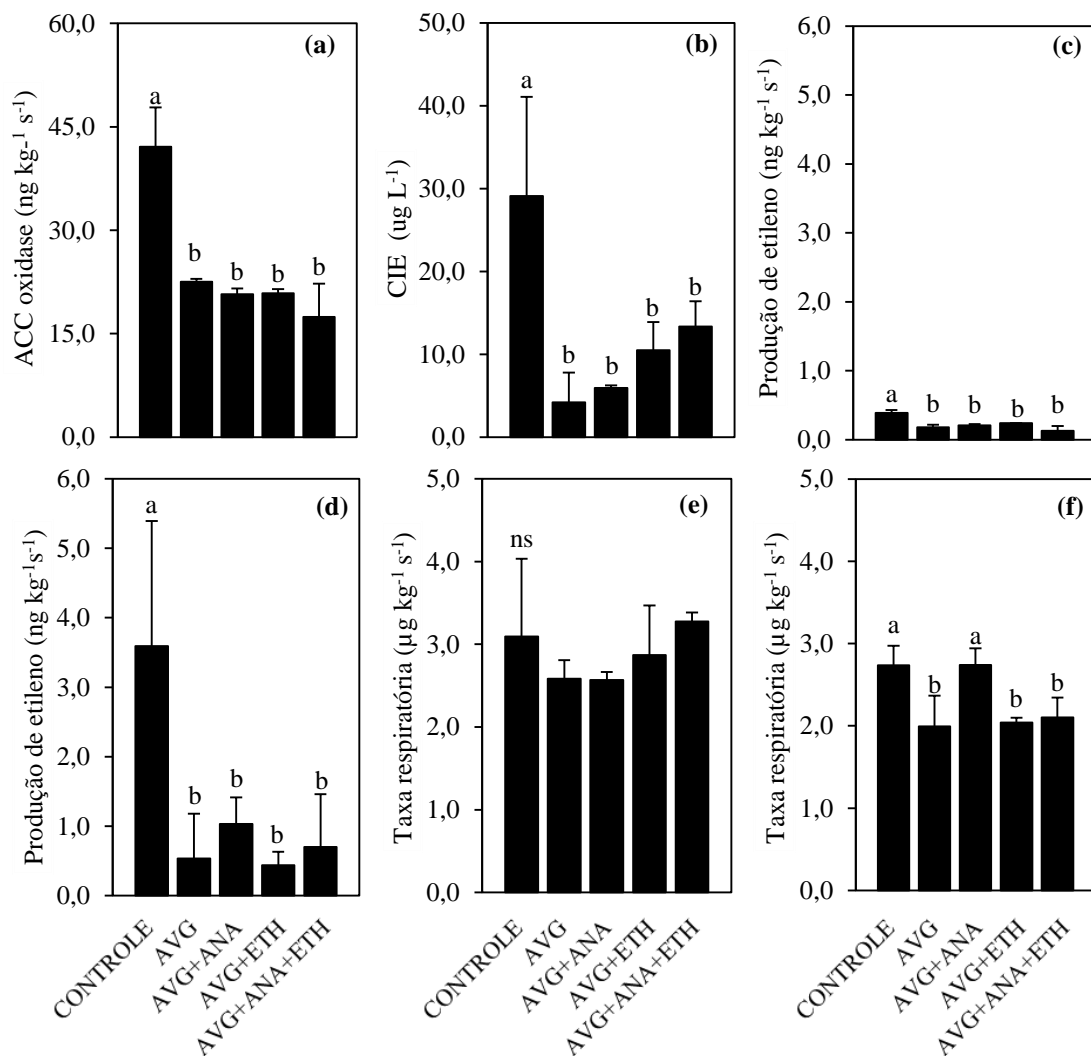 (a)
ACC oxidase (ng kg-¹ s⁻¹)
60,0
45,0
30,0
15,0
0,0
a
b
b
b
b
(b)
CIE (ug L⁻¹)
50,0
40,0
30,0
20,0
10,0
0,0
a
b
b
b
b
(c)
Produção de etileno (ng kg⁻¹ s⁻¹)
6,0
5,0
4,0
3,0
2,0
1,0
0,0
a
b
b
b
b
(d)
Produção de etileno (ng kg⁻¹s⁻¹)
6,0
5,0
4,0
3,0
2,0
1,0
0,0
a
b
b
b
b
CONTROLE
AVG
AVG+ANA
AVG+ETH
AVG+ANA+ETH
(e)
Taxa respiratória (µg kg⁻¹ s⁻¹)
5,0
4,0
3,0
2,0
1,0
0,0
ns
CONTROLE
AVG
AVG+ANA
AVG+ETH
AVG+ANA+ETH
(f)
Taxa respiratória (µg kg⁻¹ s⁻¹)
5,0
4,0
3,0
2,0
1,0
0,0
a
b
a
b
b
CONTROLE
AVG
AVG+ANA
AVG+ETH
AVG+ANA+ETH